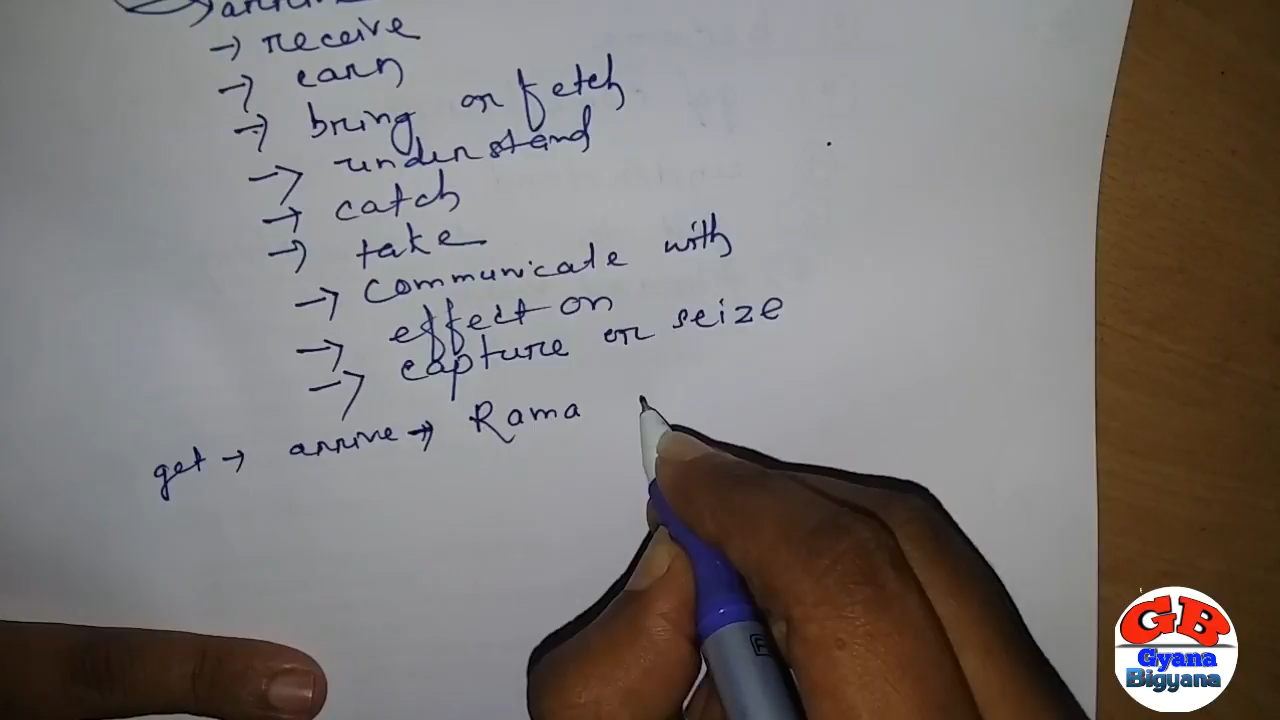 → receive
→ earn
→ bring or fetch
→ understand
→ catch
→ take
→ communicate with
→ effect on
→ capture or seize
get → arrive → Rama
GB
Gyana
Bigyana